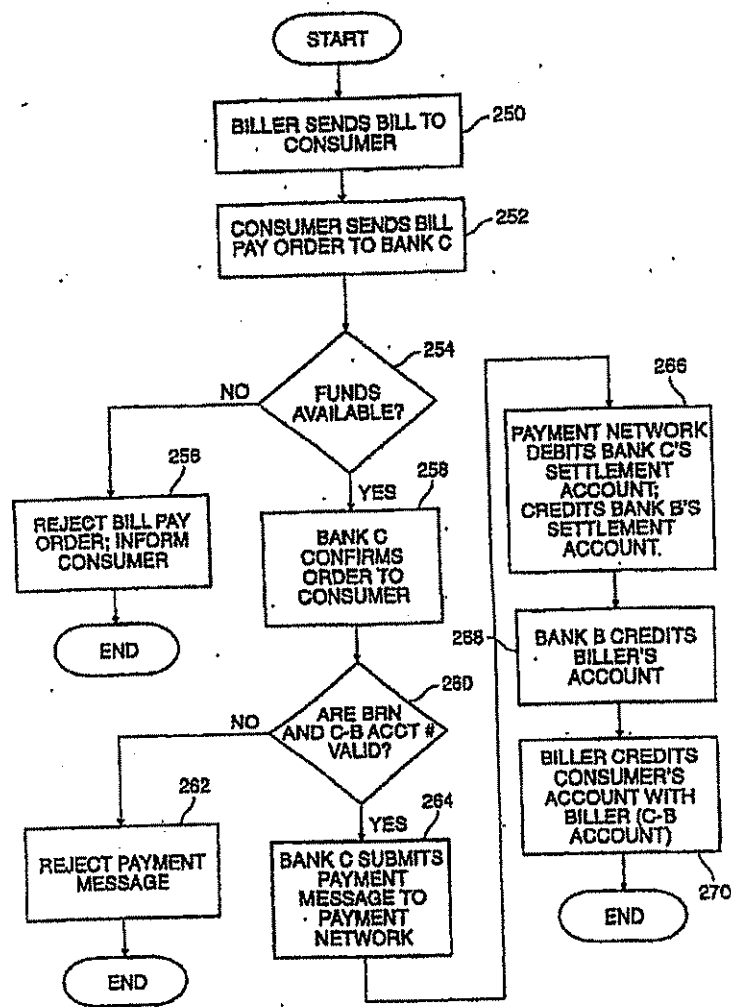 START
BILLER SENDS BILL TO
CONSUMER
250
CONSUMER SENDS BILL
PAY ORDER TO BANK C
252
FUNDS
AVAILABLE?
254
NO
YES
256
REJECT BILL PAY
ORDER; INFORM
CONSUMER
END
258
BANK C
CONFIRMS
ORDER TO
CONSUMER
260
ARE BRN
AND C-B ACCT #
VALID?
NO
YES
262
REJECT PAYMENT
MESSAGE
END
264
BANK C SUBMITS
PAYMENT
MESSAGE TO
PAYMENT
NETWORK
266
PAYMENT NETWORK
DEBITS BANK C'S
SETTLEMENT
ACCOUNT;
CREDITS BANK B'S
SETTLEMENT
ACCOUNT.
268
BANK B CREDITS
BILLER'S
ACCOUNT
BILLER CREDITS
CONSUMER'S
ACCOUNT WITH
BILLER (C-B
ACCOUNT)
270
END